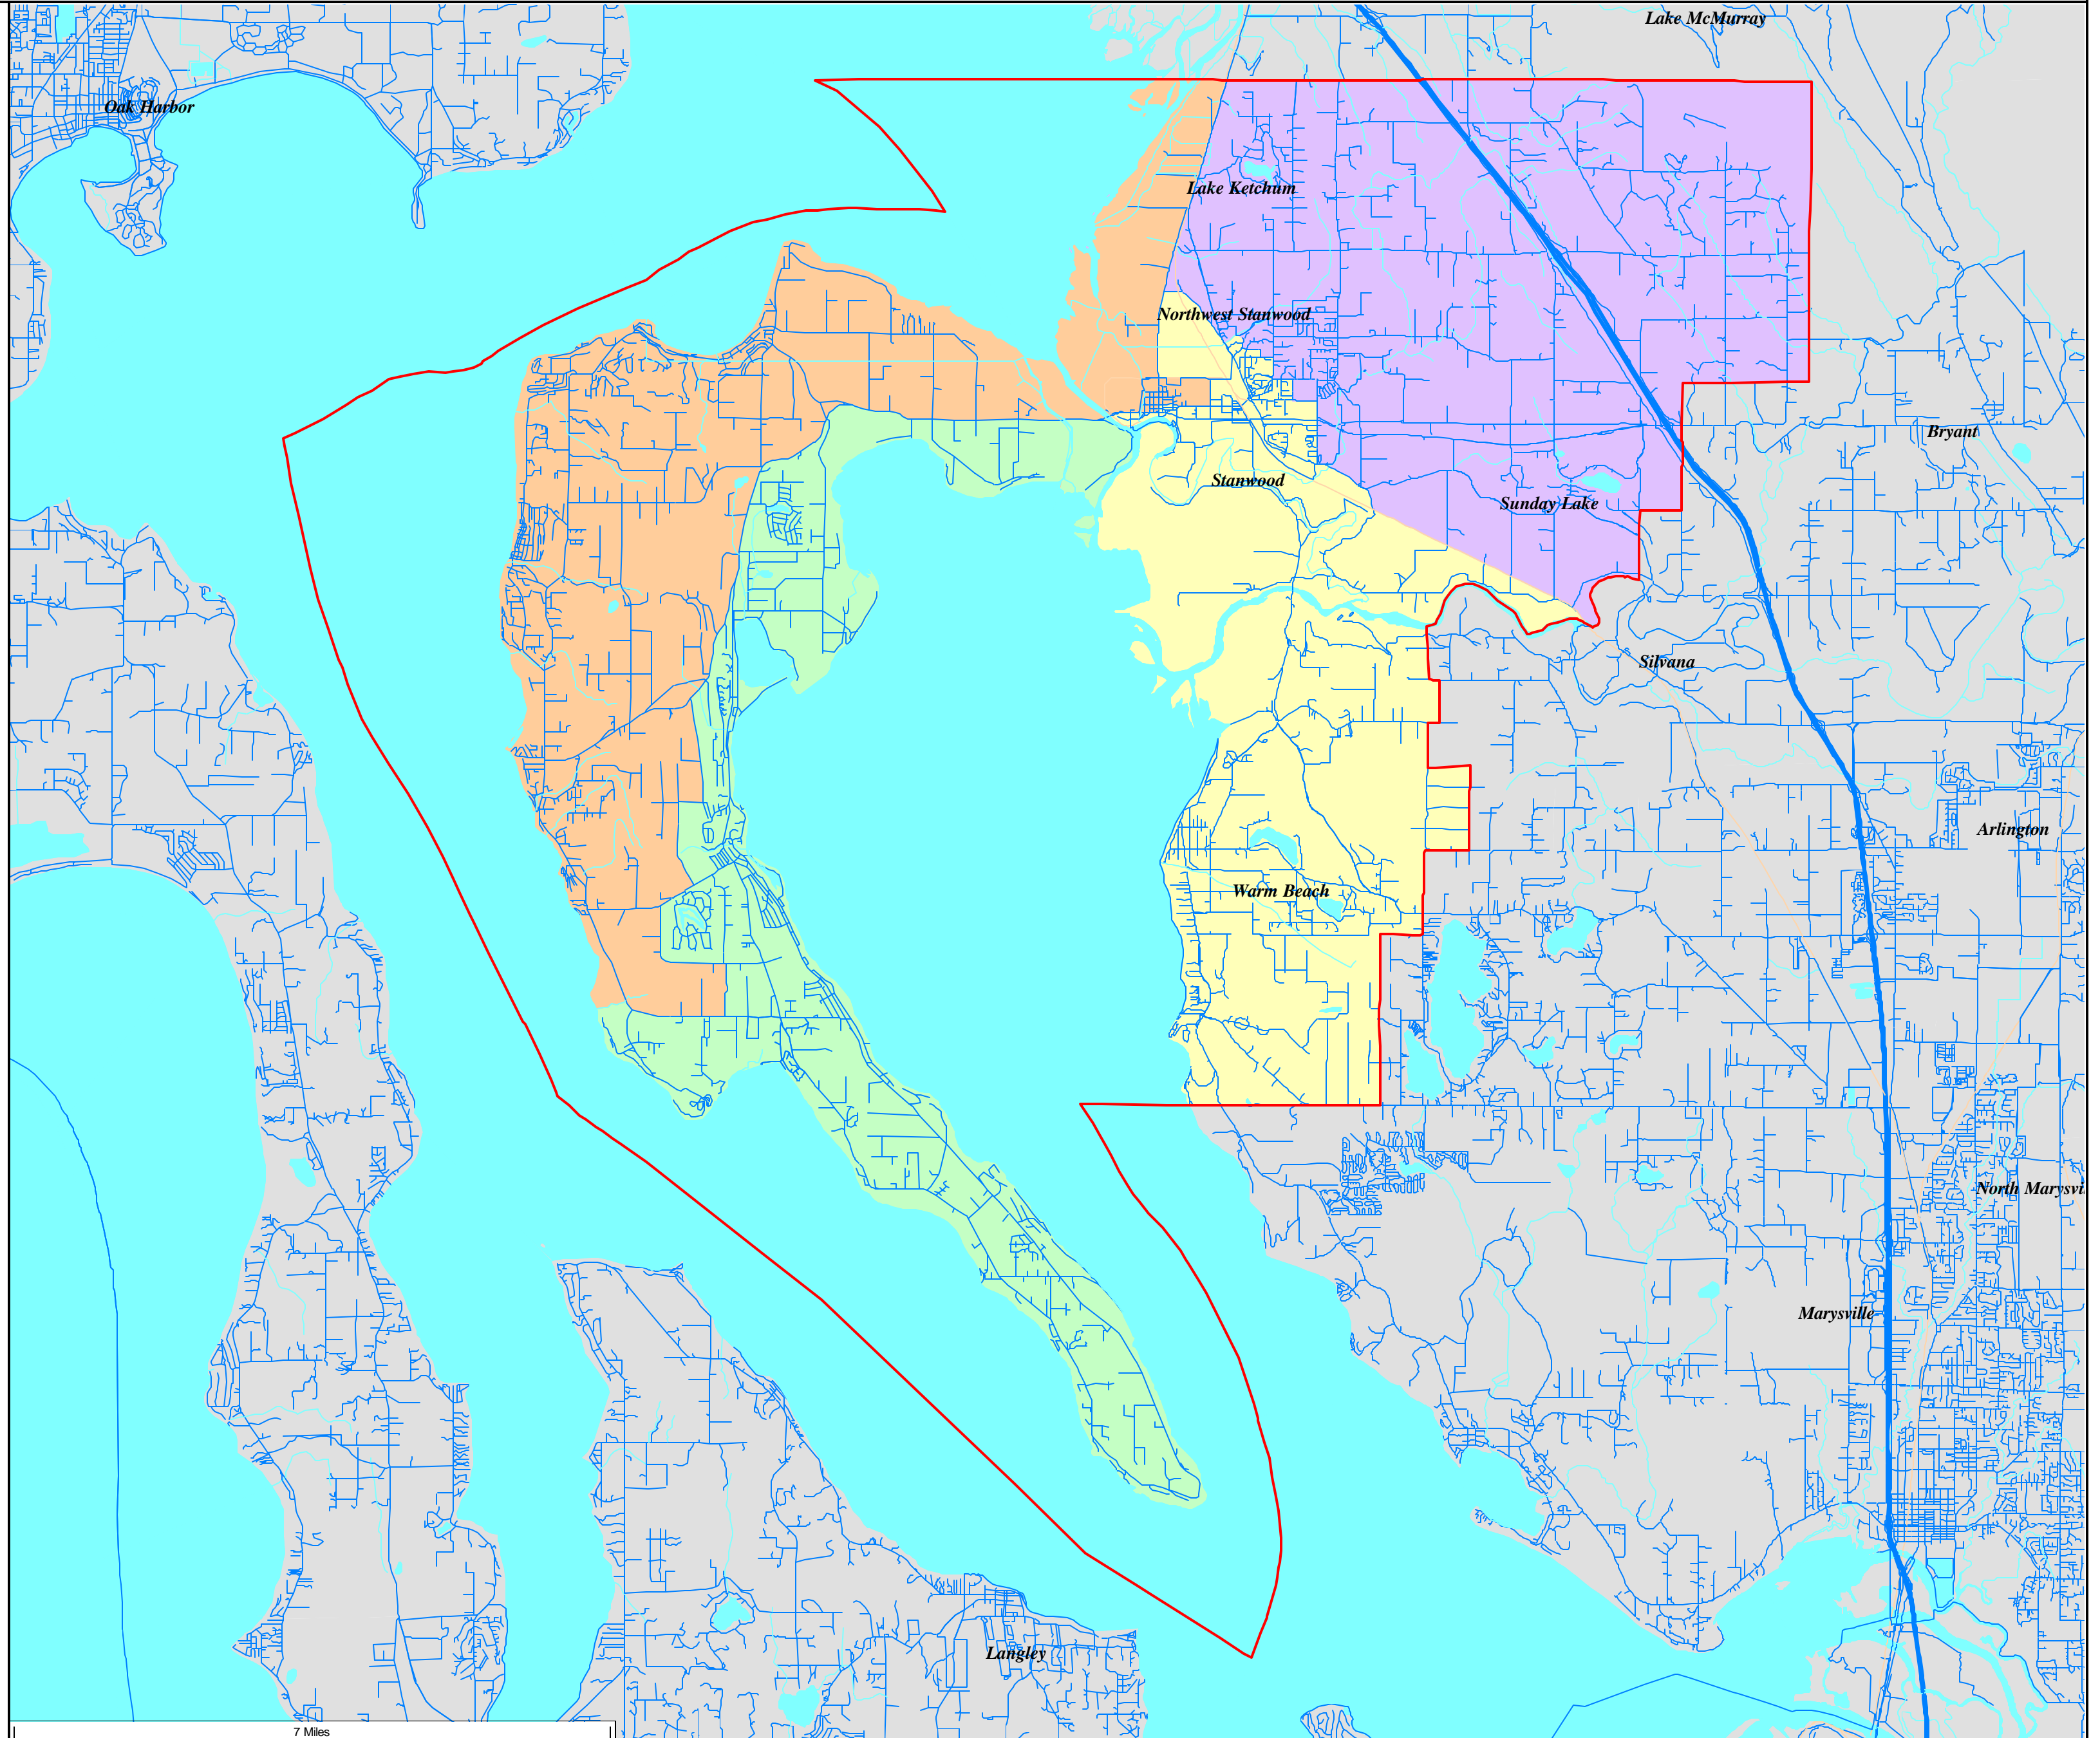 Lake McMurray
Oak Harbor
Lake Ketchum
Northwest Stanwood
Bryant
Stanwood
Sunday Lake
Silvana
Arlington
Warm Beach
North Marysvi
Marysville
Langley
7 Miles